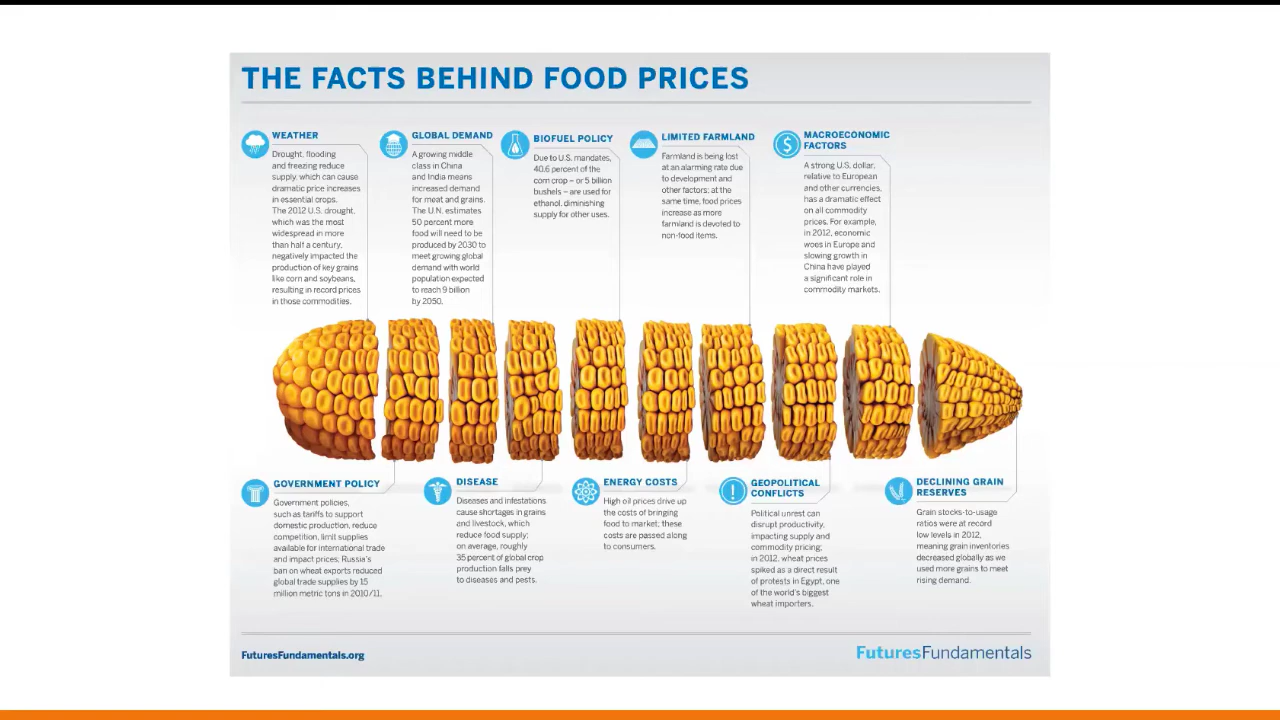 THE FACTS BEHIND FOOD PRICES
WEATHER
Drought, flooding
and freezing reduce
supply, which can cause
dramatic price increases
in essential crops.
The 2012 U.S. drought,
which was the most
widespread in more
than half a century,
negatively impacted the
production of key grains
like corn and soybeans,
resulting in record prices
in those commodities.
GLOBAL DEMAND
A growing middle
class in China
and India means
increased demand
for meat and grains.
The U.N. estimates
50 percent more
food will need to be
produced by 2030 to
meet growing global
demand with world
population expected
to reach 9 billion
by 2050.
BIOFUEL POLICY
Due to U.S. mandates,
40.6 percent of the
corn crop – or 5 billion
bushels – are used for
ethanol, diminishing
supply for other uses.
LIMITED FARMLAND
Farmland is being lost
at an alarming rate due
to development and
other factors; at the
same time, food prices
increase as more
farmland is devoted to
non-food items.
MACROECONOMIC
FACTORS
A strong U.S. dollar,
relative to European
and other currencies,
has a dramatic effect
on all commodity
prices. For example,
in 2012, economic
woes in Europe and
slowing growth in
China have played
a significant role in
commodity markets.
GOVERNMENT POLICY
Government policies,
such as tariffs to support
domestic production, reduce
competition, limit supplies
available for international trade
and impact prices; Russia's
ban on wheat exports reduced
global trade supplies by 15
million metric tons in 2010/11.
DISEASE
Diseases and infestations
cause shortages in grains
and livestock, which
reduce food supply;
on average, roughly
35 percent of global crop
production falls prey
to diseases and pests.
ENERGY COSTS
High oil prices drive up
the costs of bringing
food to market; these
costs are passed along
to consumers.
GEOPOLITICAL
CONFLICTS
Political unrest can
disrupt productivity,
impacting supply and
commodity pricing;
in 2012, wheat prices
spiked as a direct result
of protests in Egypt, one
of the world's biggest
wheat importers.
DECLINING GRAIN
RESERVES
Grain stocks-to-usage
ratios were at record
low levels in 2012,
meaning grain inventories
decreased globally as we
used more grains to meet
rising demand.
FuturesFundamentals.org
FuturesFundamentals